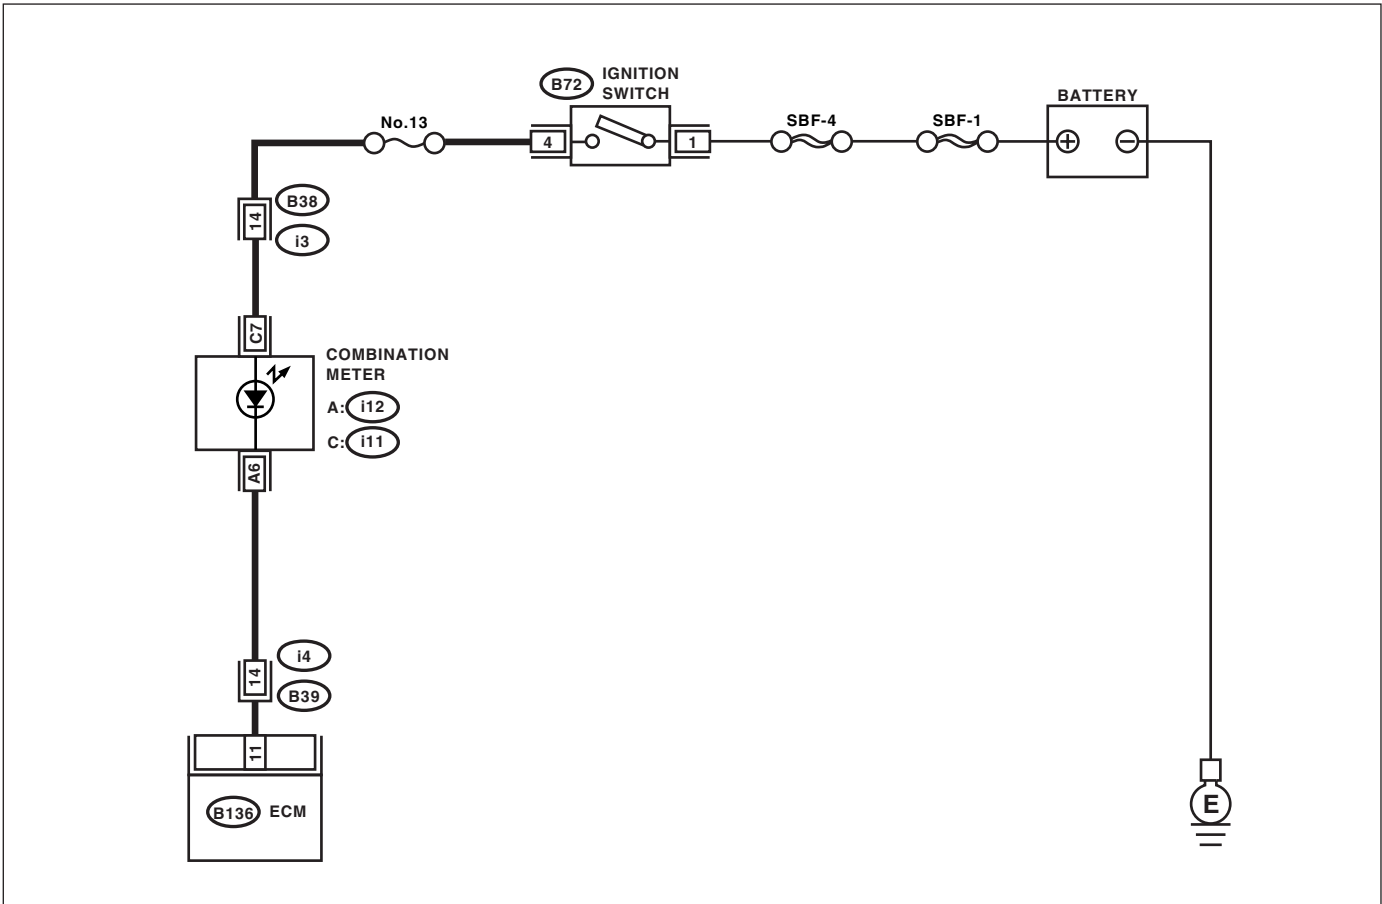 B72
IGNITION
SWITCH
BATTERY
No.13
SBF-4
SBF-1
4
1
+
−
14
B38
i3
C7
COMBINATION
METER
A: i12
C: i11
A6
14
i4
B39
11
B136 ECM
E